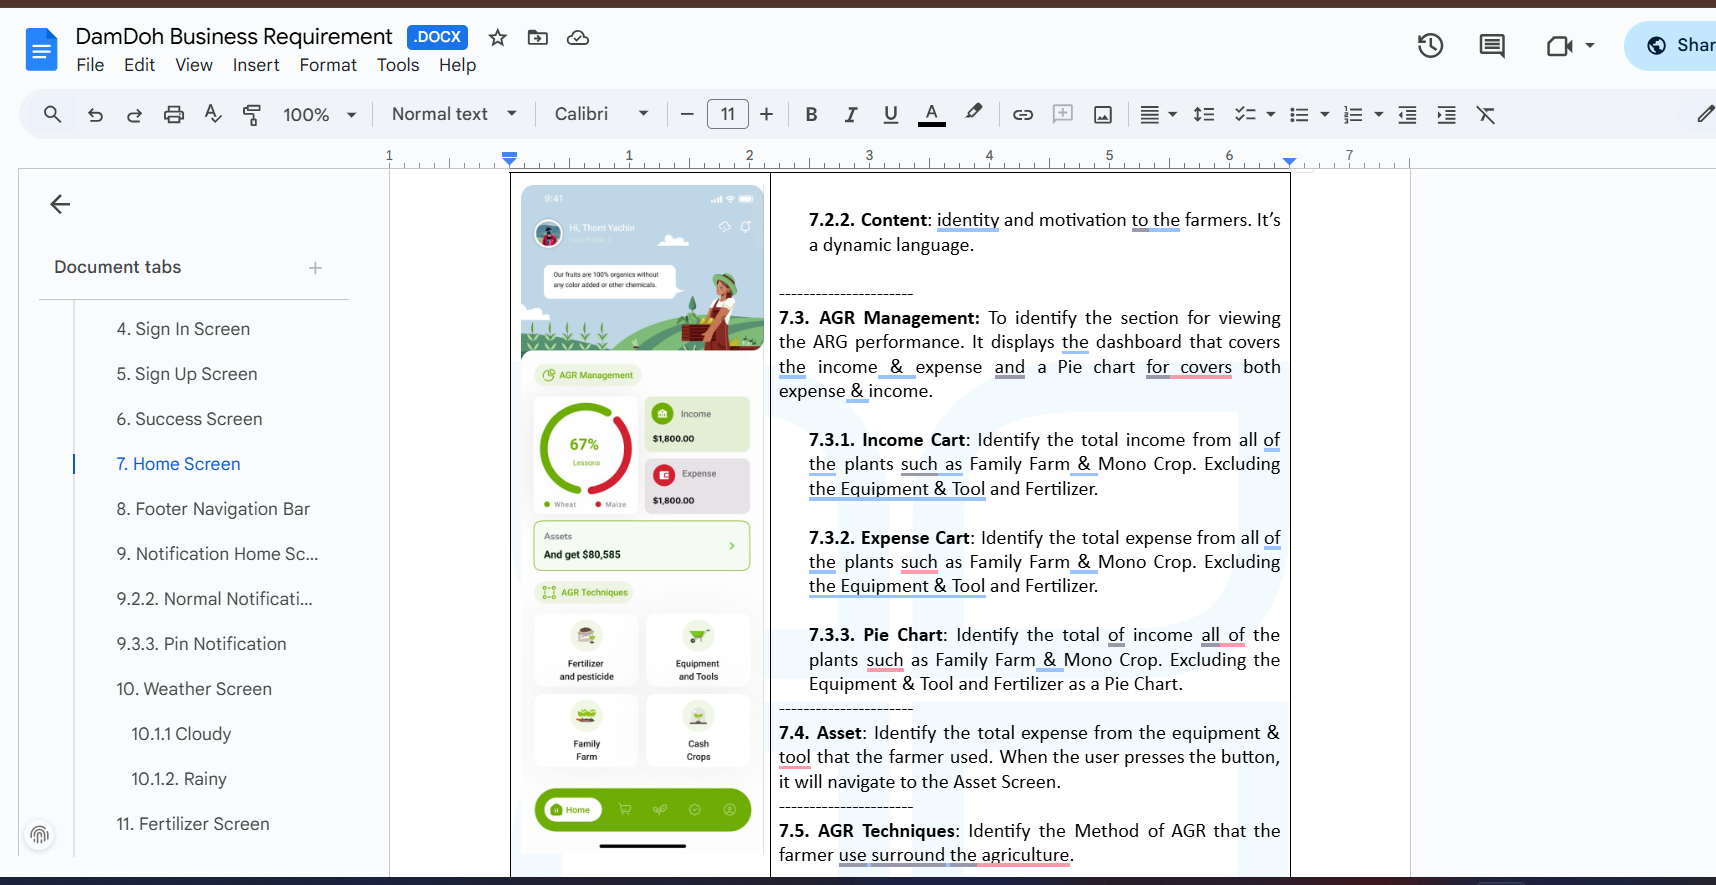 DamDoh Business Requirement .DOCX
File Edit View Insert Format Tools Help
Shar
100% Normal text Calibri 11 B I U A
1 1 2 3 4 5 6 7
Document tabs
4. Sign In Screen
5. Sign Up Screen
6. Success Screen
7. Home Screen
8. Footer Navigation Bar
9. Notification Home Sc...
9.2.2. Normal Notificati...
9.3.3. Pin Notification
10. Weather Screen
10.1.1 Cloudy
10.1.2. Rainy
11. Fertilizer Screen
9:41
Hi, Thorn Yachin
Our fruits are 100% organics without
any color added or other chemicals.
AGR Management
67%
Lessons
Wheat Maize
Income
$1,800.00
Expense
$1,800.00
Assets
And get $80,585
AGR Techniques
Fertilizer
and pesticide
Equipment
and Tools
Family
Farm
Cash
Crops
Home
7.2.2. Content: identity and motivation to the farmers. It's
a dynamic language.
----------------------
7.3. AGR Management: To identify the section for viewing
the ARG performance. It displays the dashboard that covers
the income & expense and a Pie chart for covers both
expense & income.
7.3.1. Income Cart: Identify the total income from all of
the plants such as Family Farm & Mono Crop. Excluding
the Equipment & Tool and Fertilizer.
7.3.2. Expense Cart: Identify the total expense from all of
the plants such as Family Farm & Mono Crop. Excluding
the Equipment & Tool and Fertilizer.
7.3.3. Pie Chart: Identify the total of income all of the
plants such as Family Farm & Mono Crop. Excluding the
Equipment & Tool and Fertilizer as a Pie Chart.
----------------------
7.4. Asset: Identify the total expense from the equipment &
tool that the farmer used. When the user presses the button,
it will navigate to the Asset Screen.
----------------------
7.5. AGR Techniques: Identify the Method of AGR that the
farmer use surround the agriculture.